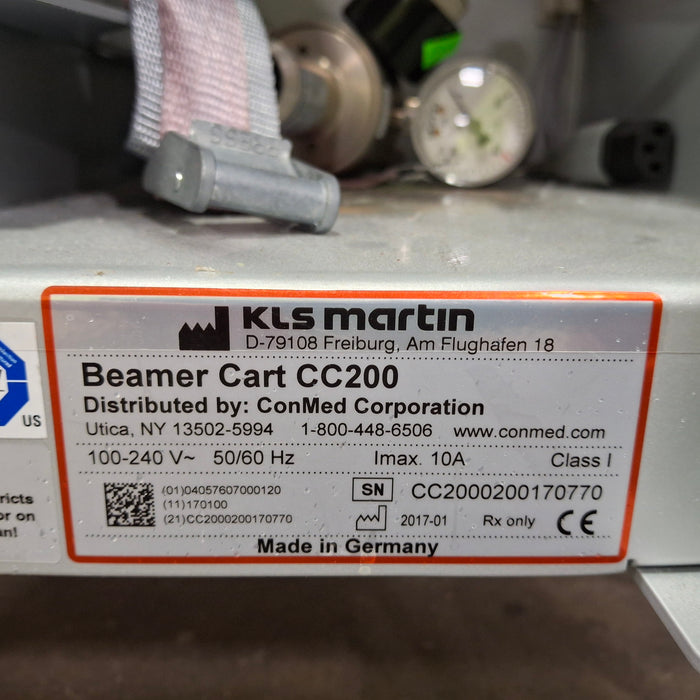 KLS martin
D-79108 Freiburg, Am Flughafen 18
Beamer Cart CC200
Distributed by: ConMed Corporation
Utica, NY 13502-5994 1-800-448-6506 www.conmed.com
100-240 V~ 50/60 Hz Imax. 10A Class I
(01)04057607000120
(11)170100
(21)CC2000200170770
SN CC2000200170770
2017-01 Rx only CE
Made in Germany
US
ricts
or on
an!